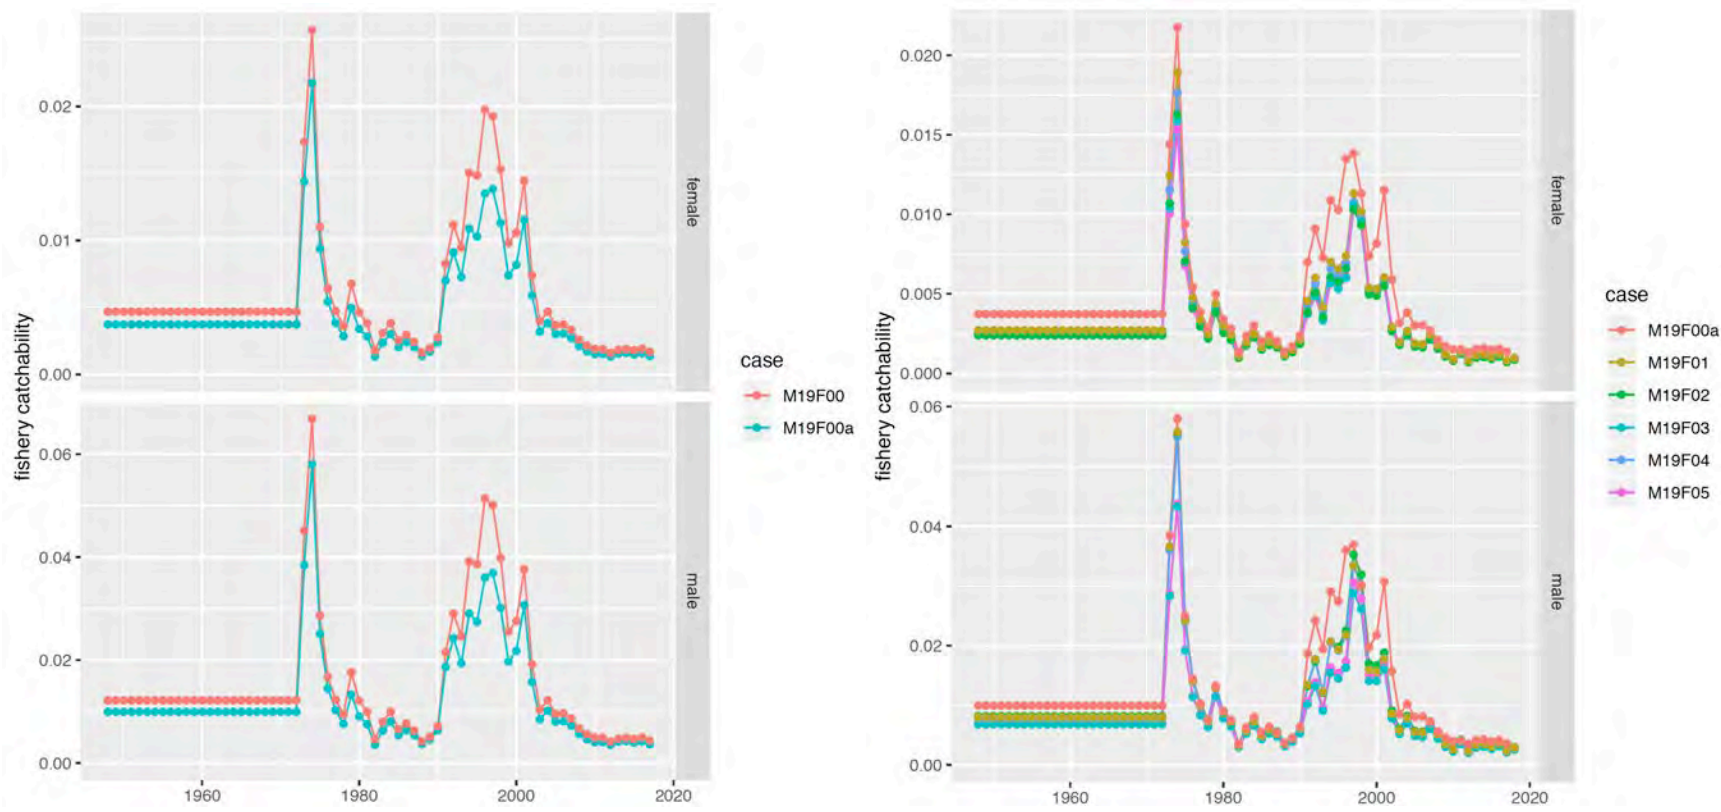 0.02
0.01
0.00
female
0.06
0.04
0.02
0.00
male
fishery catchability
1960
1980
2000
2020
case
M19F00
M19F00a
0.020
0.015
0.010
0.005
0.000
female
0.06
0.04
0.02
0.00
male
fishery catchability
1960
1980
2000
2020
case
M19F00a
M19F01
M19F02
M19F03
M19F04
M19F05